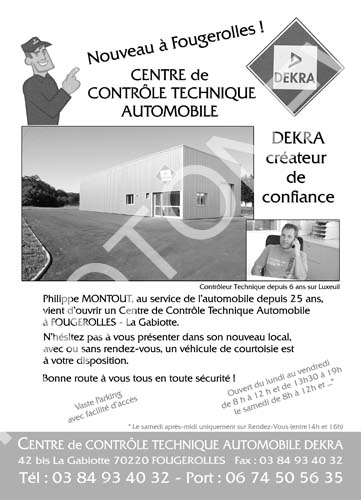 Nouveau à Fougerolles !
CENTRE de
CONTRÔLE TECHNIQUE
AUTOMOBILE
DEKRA
DEKRA
créateur
de
confiance
Contrôleur Technique depuis 6 ans sur Luxeuil
Philippe MONTOUT, au service de l'automobile depuis 25 ans,
vient d'ouvrir un Centre de Contrôle Technique Automobile
à FOUGEROLLES - La Gabiotte.
N'hésitez pas à vous présenter dans son nouveau local,
avec ou sans rendez-vous, un véhicule de courtoisie est
à votre disposition.
Bonne route à vous tous en toute sécurité !
Vaste Parking
avec facilité d'accès
Ouvert du lundi au vendredi
de 8 h à 12 h et de 13h30 à 19h
le samedi de 8h à 12h et ...*
* Le samedi après-midi uniquement sur Rendez-Vous (entre14h et 16h)
CENTRE DE CONTRÔLE TECHNIQUE AUTOMOBILE DEKRA
42 bis La Gabiotte 70220 FOUGEROLLES Fax : 03 84 93 40 32
Tél : 03 84 93 40 32 - Port : 06 74 50 56 35